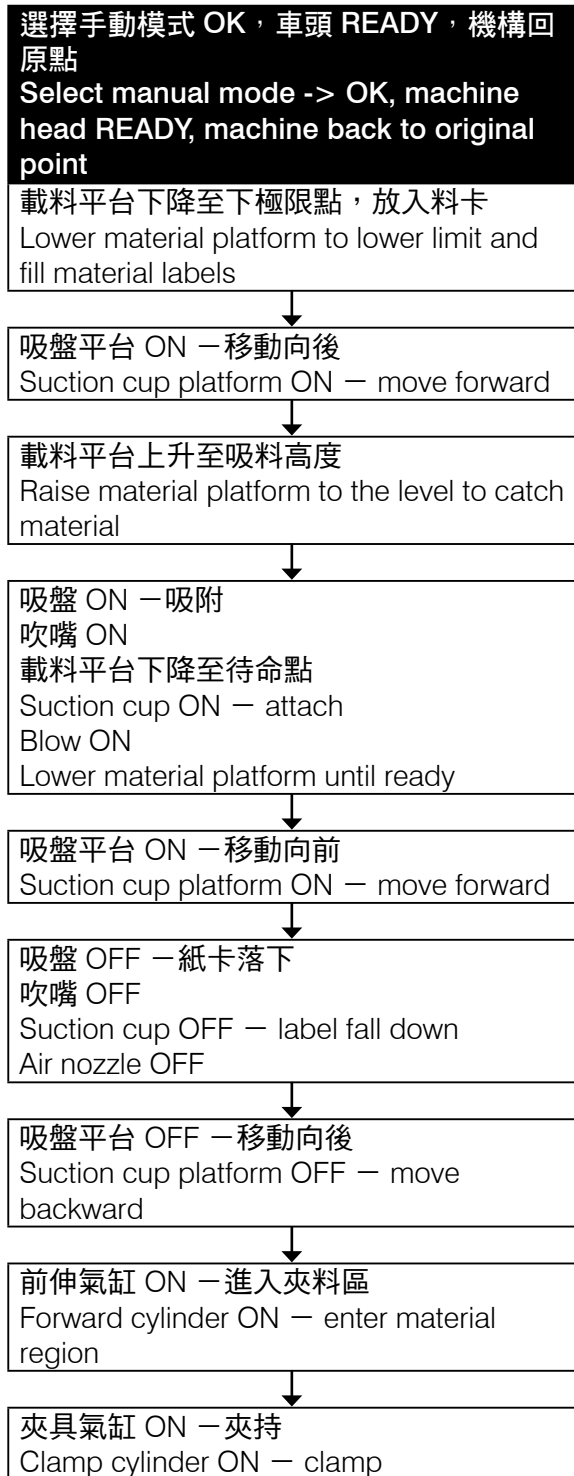 選擇手動模式 OK，車頭 READY，機構回
原點
Select manual mode -> OK, machine
head READY, machine back to original
point
載料平台下降至下極限點，放入料卡
Lower material platform to lower limit and
fill material labels
吸盤平台 ON －移動向後
Suction cup platform ON － move forward
載料平台上升至吸料高度
Raise material platform to the level to catch
material
吸盤 ON －吸附
吹嘴 ON
載料平台下降至待命點
Suction cup ON － attach
Blow ON
Lower material platform until ready
吸盤平台 ON －移動向前
Suction cup platform ON － move forward
吸盤 OFF －紙卡落下
吹嘴 OFF
Suction cup OFF － label fall down
Air nozzle OFF
吸盤平台 OFF －移動向後
Suction cup platform OFF － move
backward
前伸氣缸 ON －進入夾料區
Forward cylinder ON － enter material
region
夾具氣缸 ON －夾持
Clamp cylinder ON － clamp